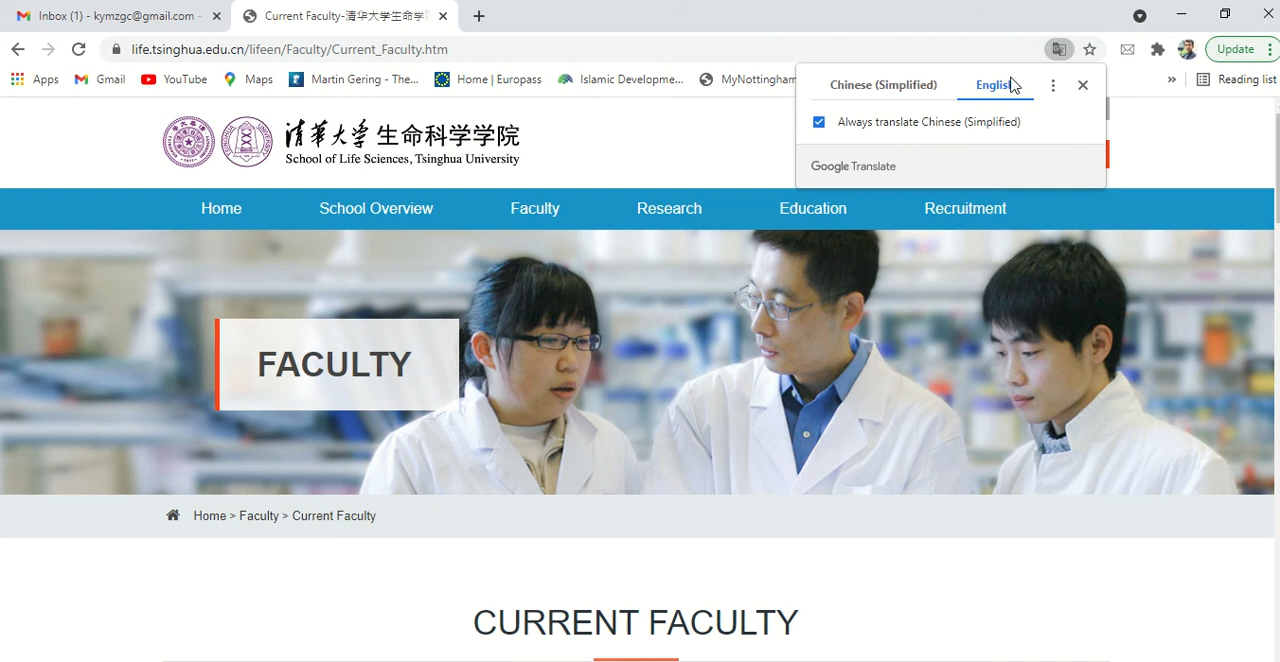 Inbox (1) - kymzgc@gmail.com -
Current Faculty-清华大学生命学
life.tsinghua.edu.cn/lifeen/Faculty/Current_Faculty.htm
Update
Apps
Gmail
YouTube
Maps
Martin Gering - The...
Home | Europass
Islamic Developme...
MyNottingham
»
Reading list
Chinese (Simplified)
English
Always translate Chinese (Simplified)
Google Translate
清華大学 生命科学学院
School of Life Sciences, Tsinghua University
Home
School Overview
Faculty
Research
Education
Recruitment
FACULTY
Home > Faculty > Current Faculty
CURRENT FACULTY